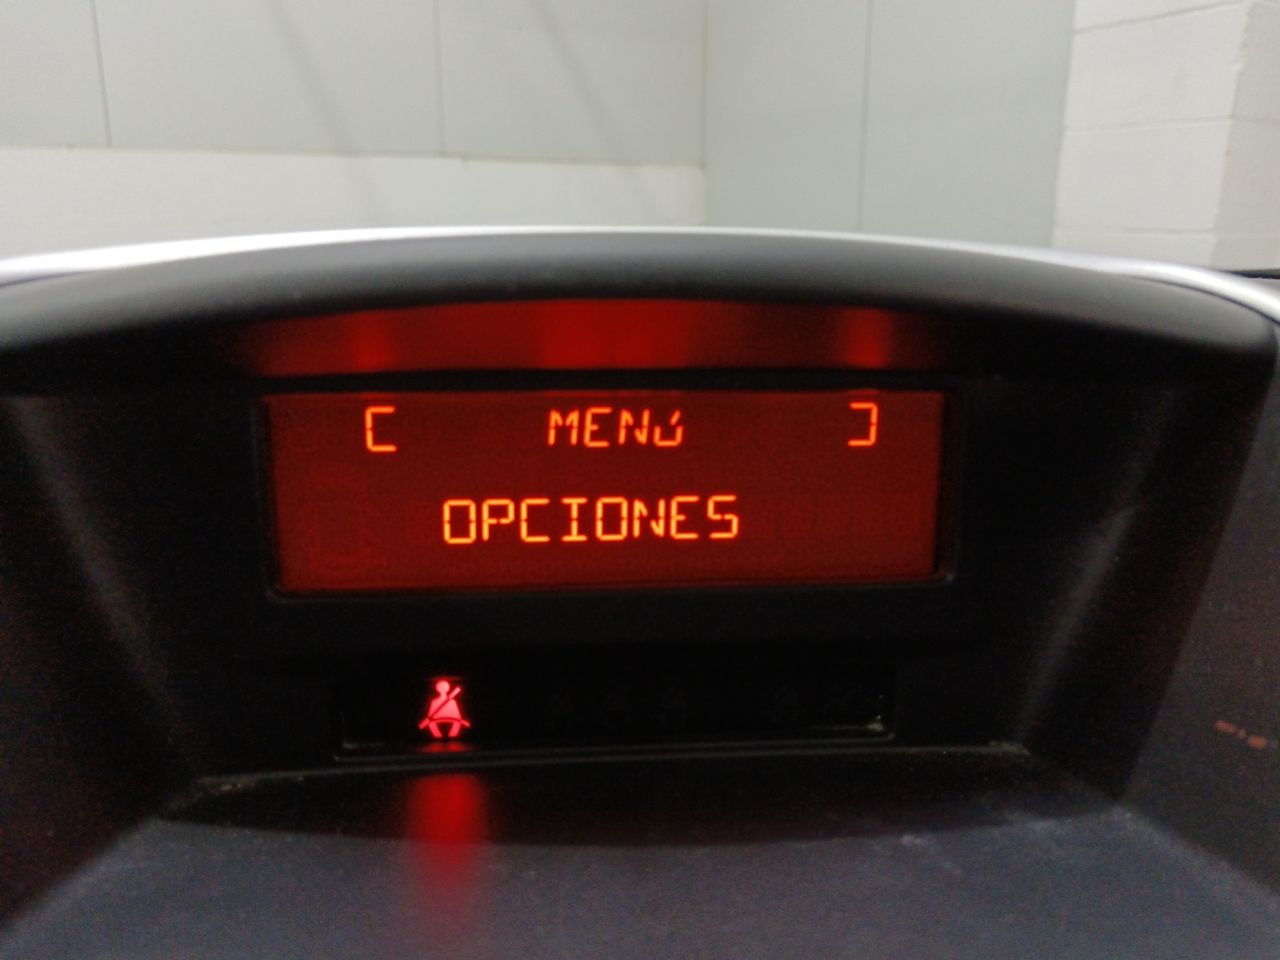 [ MENÚ ]
OPCIONES